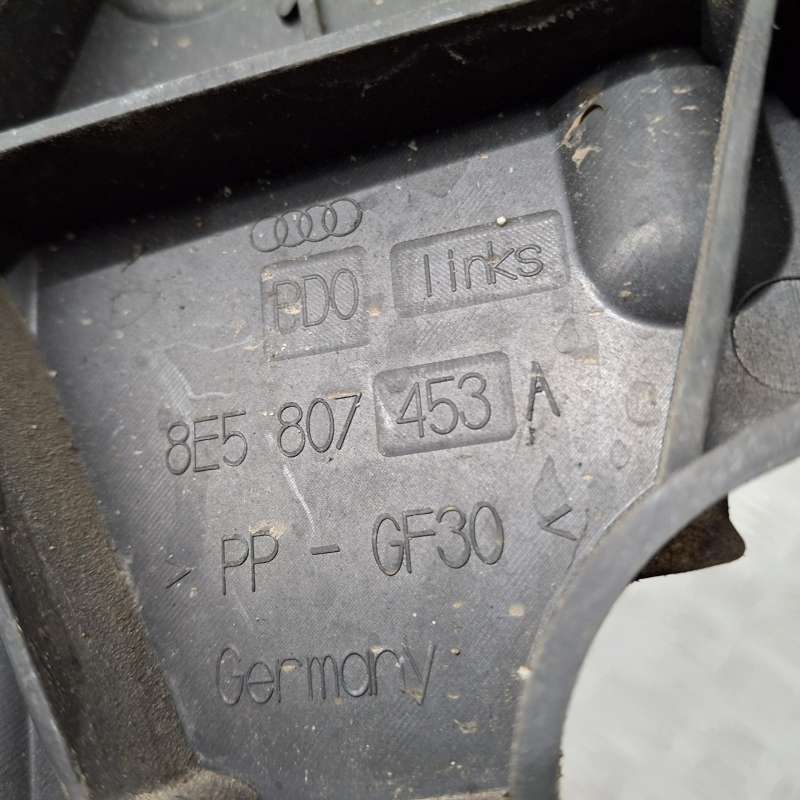 BDO links
8E5 807 453 A
> PP - GF30 <
Germany